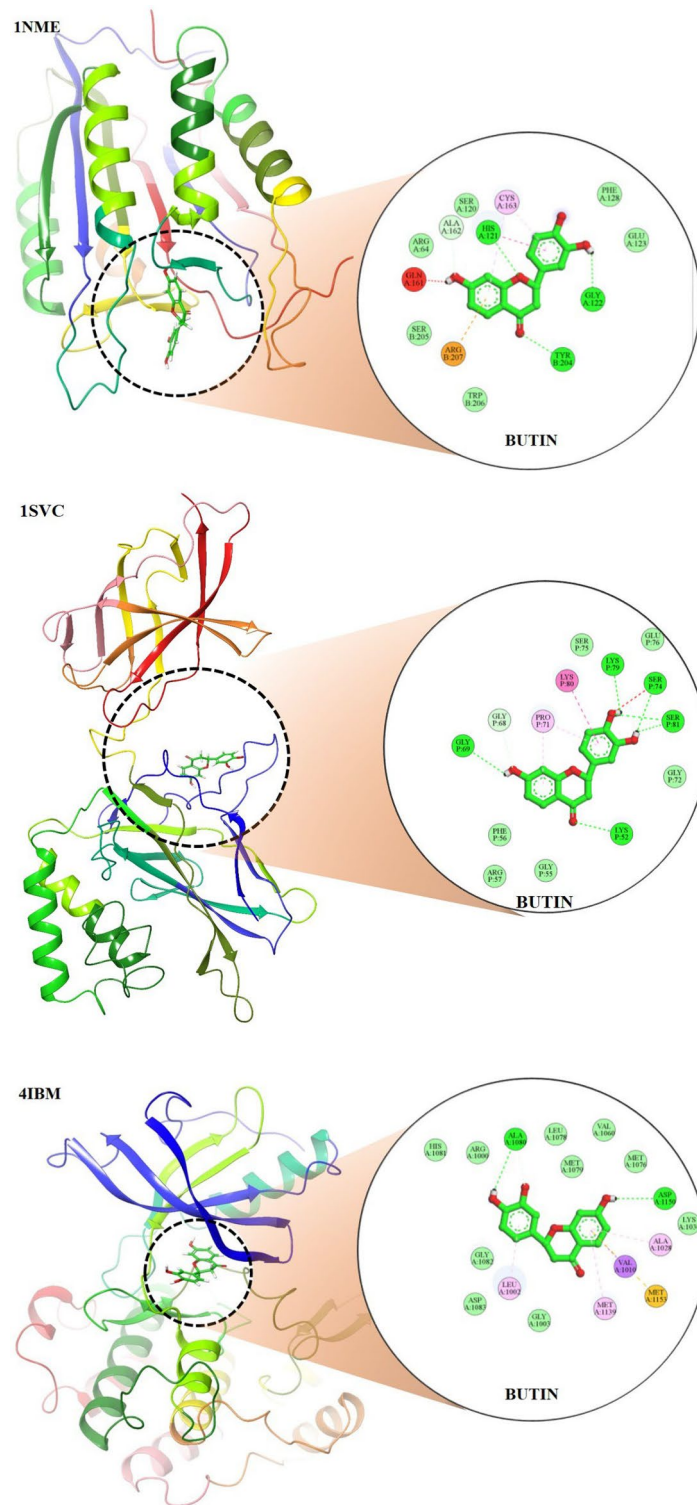 1NME
PHE
A:128
CYS
A:163
SER
A:120
HIS
A:121
ALA
A:162
GLU
A:123
ARG
A:64
GLN
A:161
GLY
A:122
SER
B:205
TYR
B:204
ARG
B:207
TRP
B:206
BUTIN
1SVC
GLU
P:76
SER
P:75
LYS
P:79
SER
P:74
LYS
P:80
GLY
P:68
PRO
P:71
SER
P:81
GLY
P:69
GLY
P:72
PHE
P:56
LYS
P:52
GLY
P:55
ARG
P:57
BUTIN
4IBM
ALA
A:1080
LEU
A:1078
VAL
A:1060
HIS
A:1081
ARG
A:1000
MET
A:1079
MET
A:1076
ASP
A:1150
LYS
A:103
ALA
A:1028
GLY
A:1082
VAL
A:1010
LEU
A:1002
MET
A:1153
ASP
A:1083
GLY
A:1003
MET
A:1139
BUTIN